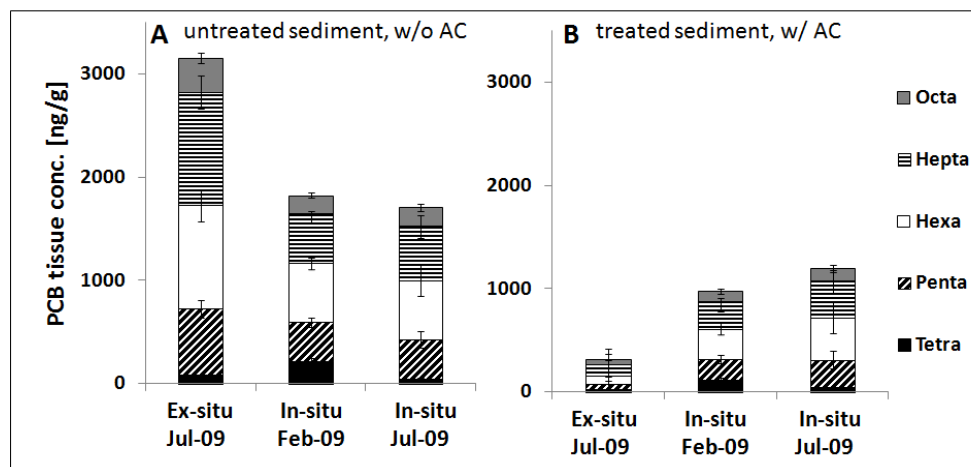 A untreated sediment, w/o AC
PCB tissue conc. [ng/g]
3000
2000
1000
0
Ex-situ
Jul-09
In-situ
Feb-09
In-situ
Jul-09
B treated sediment, w/ AC
3000
2000
1000
0
Ex-situ
Jul-09
In-situ
Feb-09
In-situ
Jul-09
Octa
Hepta
Hexa
Penta
Tetra